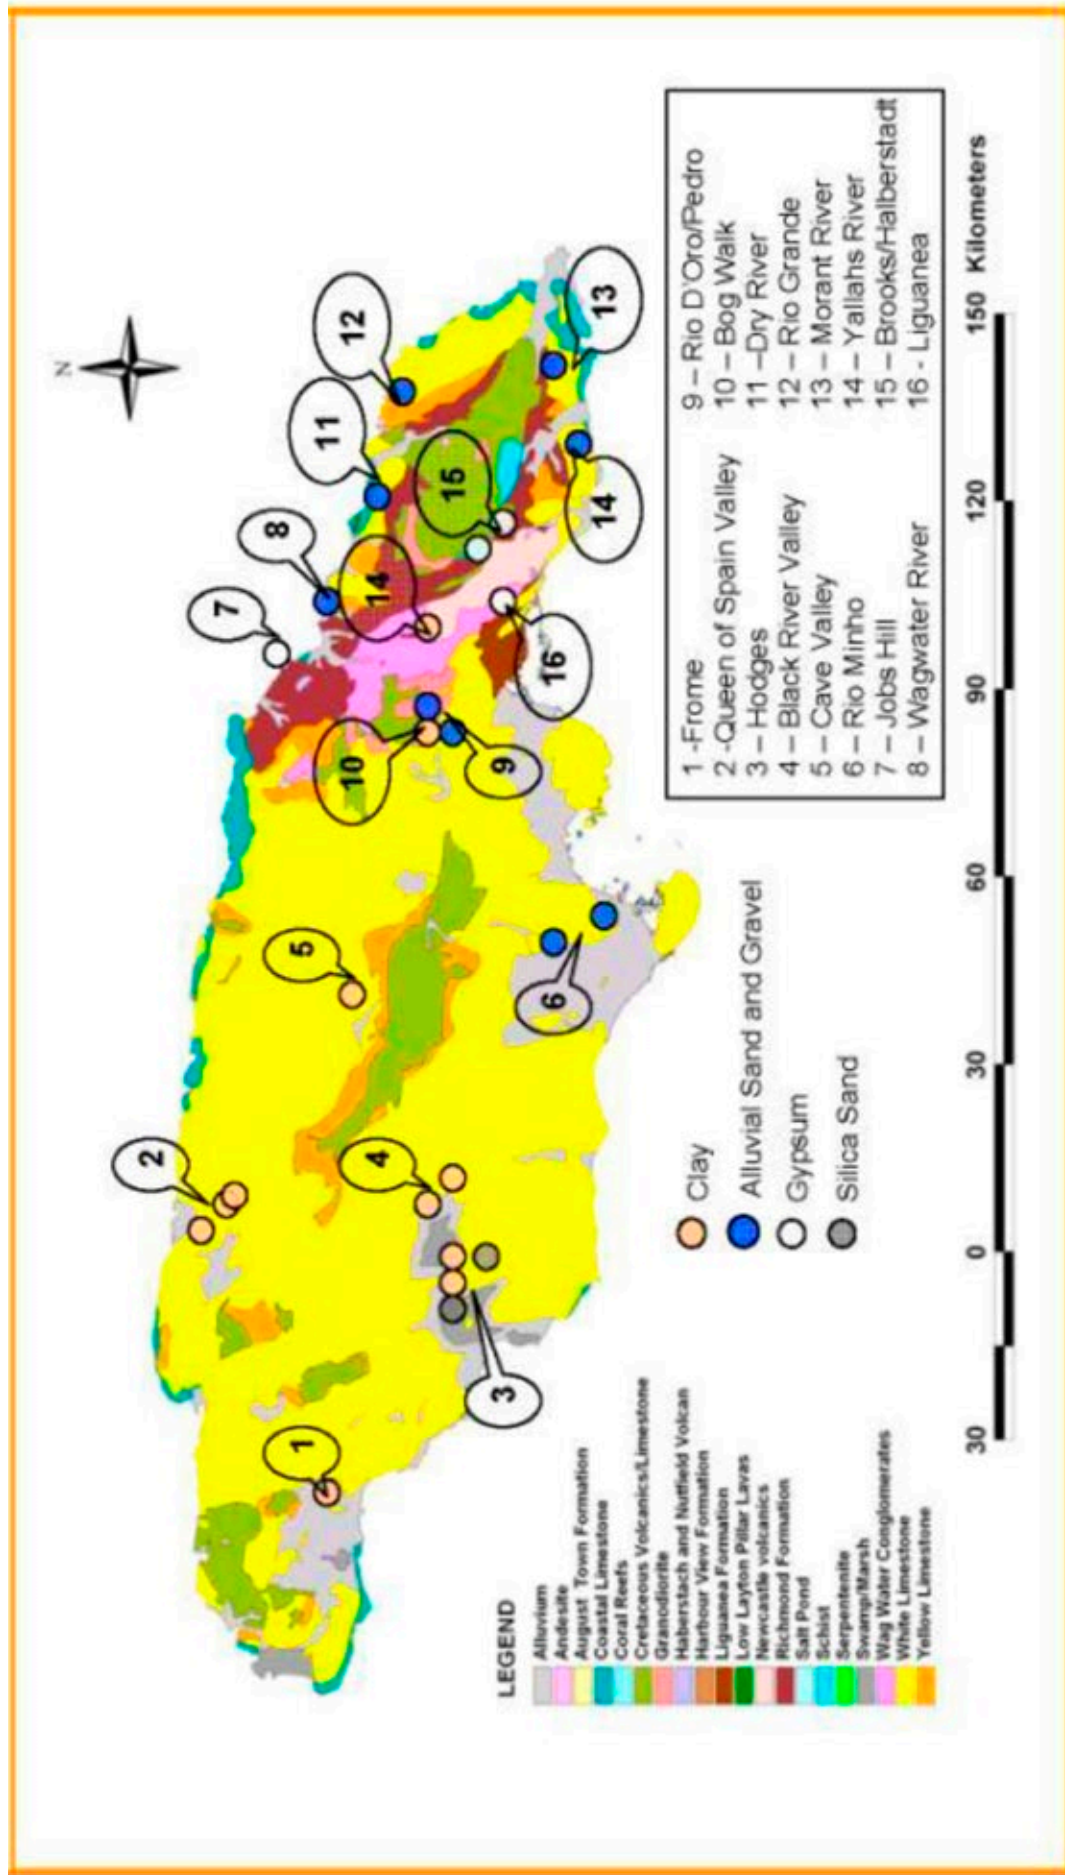 N
1
2
3
4
5
6
7
8
9
10
11
12
13
14
14
15
16
LEGEND
Alluvium
Andesite
August Town Formation
Coastal Limestone
Coral Reefs
Cretaceous Volcanics/Limestone
Granodiorite
Haberstach and Nutfield Volcan
Harbour View Formation
Liguanea Formation
Low Layton Pillar Lavas
Newcastle volcanics
Richmond Formation
Salt Pond
Schist
Serpentenite
Swamp/Marsh
Wag Water Conglomerates
White Limestone
Yellow Limestone
Clay
Alluvial Sand and Gravel
Gypsum
Silica Sand
1 -Frome
2 -Queen of Spain Valley
3 – Hodges
4 – Black River Valley
5 – Cave Valley
6 – Rio Minho
7 – Jobs Hill
8 – Wagwater River
9 – Rio D'Oro/Pedro
10 – Bog Walk
11 –Dry River
12 – Rio Grande
13 – Morant River
14 – Yallahs River
15 – Brooks/Halberstadt
16 - Liguanea
30 0 30 60 90 120 150 Kilometers